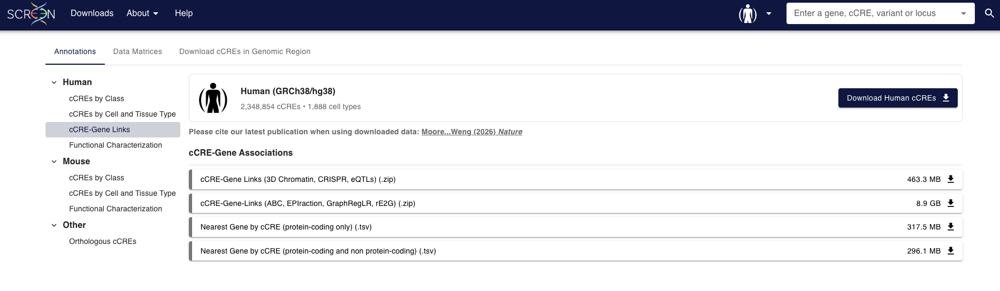 SCREEN Downloads About Help Enter a gene, cCRE, variant or locus
Annotations Data Matrices Download cCREs in Genomic Region
Human
cCREs by Class
cCREs by Cell and Tissue Type
cCRE-Gene Links
Functional Characterization
Mouse
cCREs by Class
cCREs by Cell and Tissue Type
Functional Characterization
Other
Orthologous cCREs
Human (GRCh38/hg38)
2,348,854 cCREs • 1,888 cell types
Download Human cCREs
Please cite our latest publication when using downloaded data: Moore...Weng (2026) Nature
cCRE-Gene Associations
cCRE-Gene Links (3D Chromatin, CRISPR, eQTLs) (.zip) 463.3 MB
cCRE-Gene-Links (ABC, EPIraction, GraphRegLR, rE2G) (.zip) 8.9 GB
Nearest Gene by cCRE (protein-coding only) (.tsv) 317.5 MB
Nearest Gene by cCRE (protein-coding and non protein-coding) (.tsv) 296.1 MB